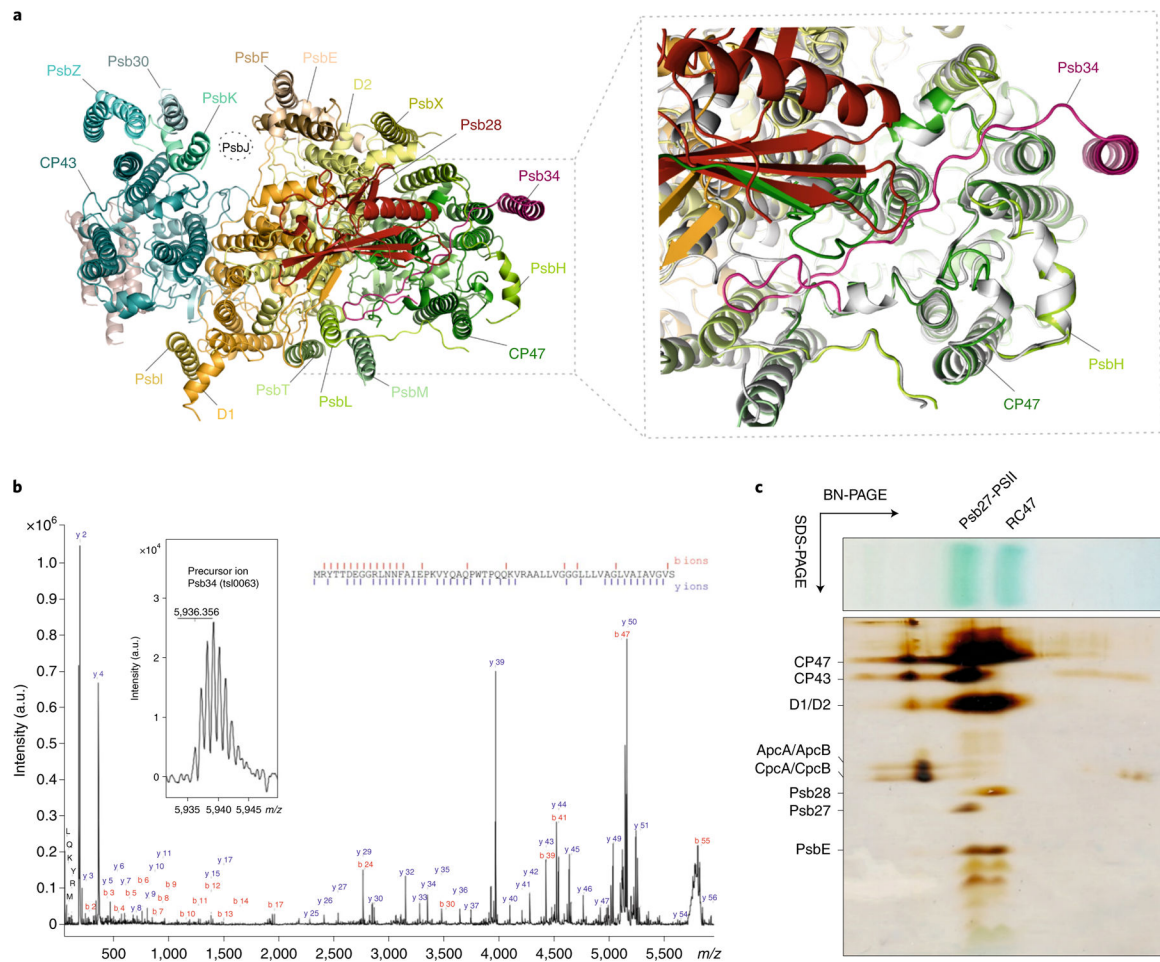 a
PsbZ
Psb30
PsbK
CP43
PsbJ
PsbF
PsbE
D2
PsbX
Psb28
Psb34
PsbH
CP47
PsbM
PsbL
PsbT
D1
PsbI
Psb34
PsbH
CP47
b
×10⁶
1.0
0.9
0.8
0.7
0.6
0.5
0.4
0.3
0.2
0.1
0
Intensity (a.u.)
500
1,000
1,500
2,000
2,500
3,000
3,500
4,000
4,500
5,000
5,500
m/z
×10⁴
Precursor ion
Psb34 (tsl0063)
5,936.356
3
2
1
0
Intensity (a.u.)
5,935
5,940
5,945
m/z
b ions
MRYTTDEGGRLNNFAIEPKVYQAQPWTPQQKVRAALLVGGGLLLVAGLVAIAVGVS
y ions
L
Q
K
Y
R
M
y 2
y 4
y 3
b 2
y 5
b 3
y 6
b 4
y 7
b 5
y 8
b 6
y 9
y 10
y 11
b 7
b 8
b 9
b 10
b 11
y 15
b 12
y 17
b 13
b 14
b 17
y 25
y 26
y 27
y 29
b 24
y 30
y 32
y 33
y 34
y 35
b 30
y 36
y 37
y 39
y 40
y 41
y 42
y 43
b 39
y 44
b 41
y 45
y 46
y 47
y 49
b 47
y 50
y 51
y 54
b 55
y 56
c
BN-PAGE
SDS-PAGE
Psb27-PSII
RC47
CP47
CP43
D1/D2
ApcA/ApcB
CpcA/CpcB
Psb28
Psb27
PsbE